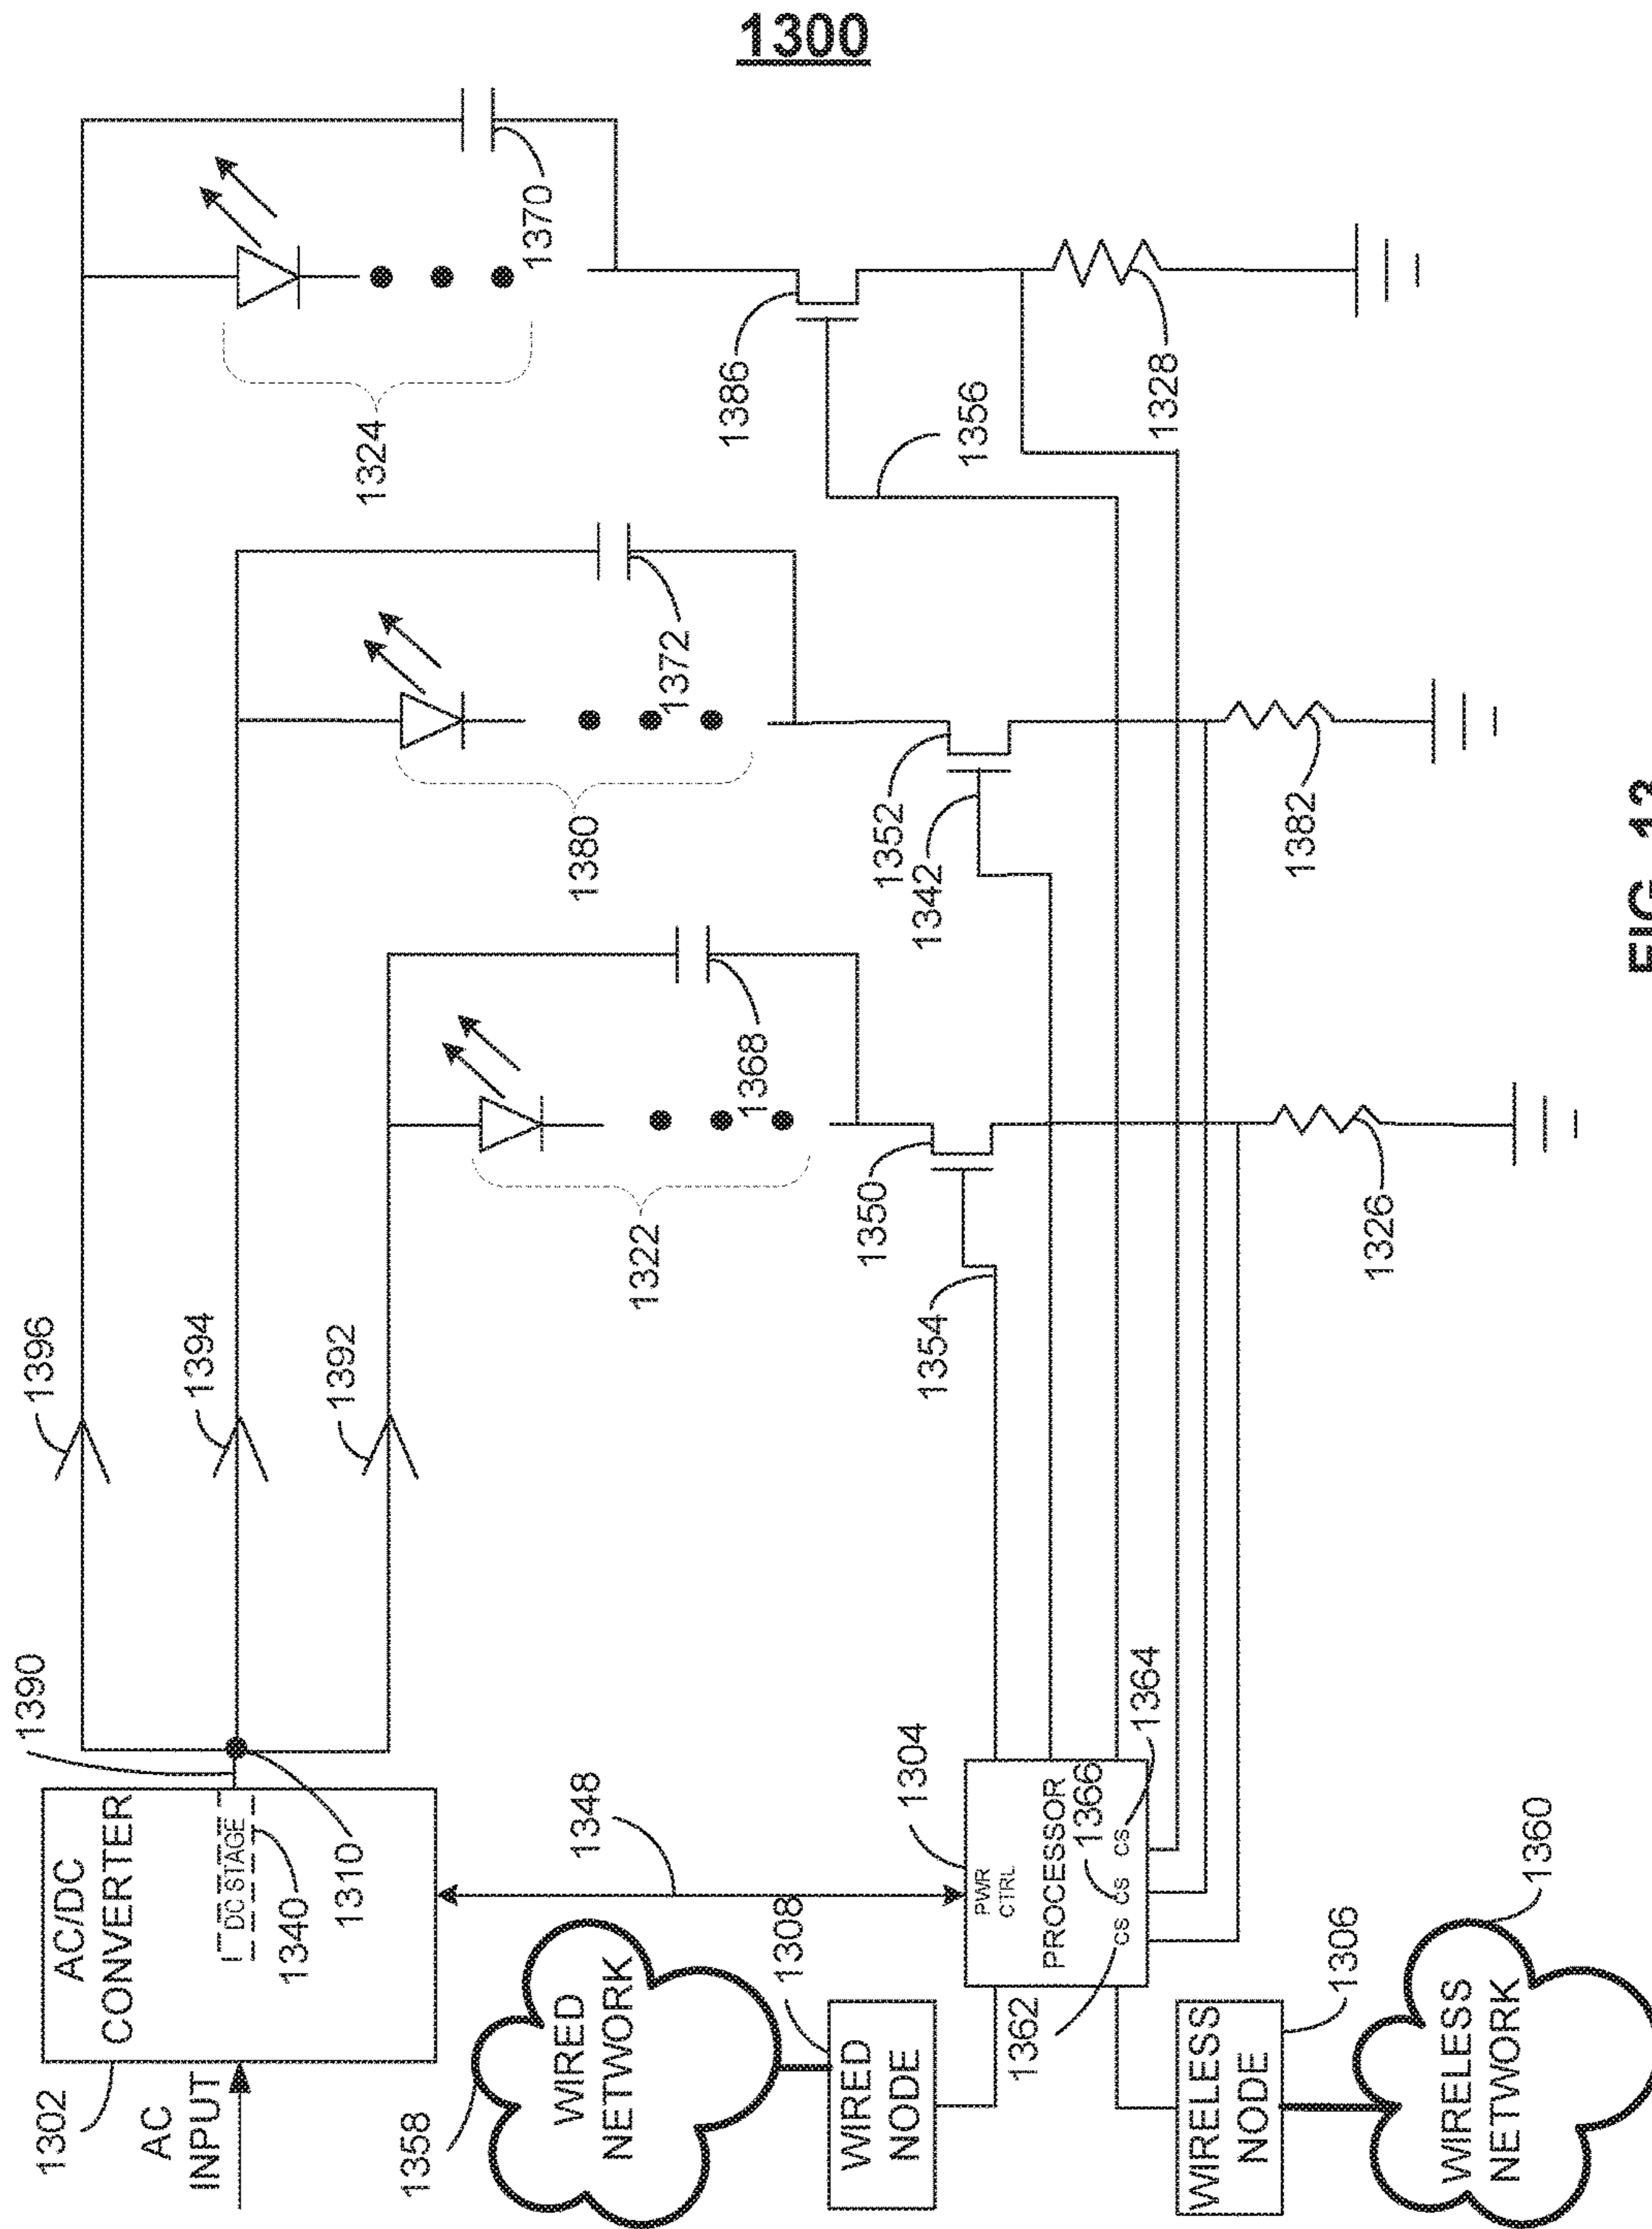 1300
1302
AC
INPUT
AC/DC
CONVERTER
DC STAGE
1340
1310
1390
1396
1394
1392
1324
1370
1380
1372
1322
1368
1386
1356
1328
1352
1342
1382
1350
1354
1326
1348
1304
PWR
CTRL
PROCESSOR
1366
CS
CS
CS
1364
1362
1308
WIRED
NODE
1358
WIRED
NETWORK
1306
WIRELESS
NODE
1360
WIRELESS
NETWORK
FIG. 13